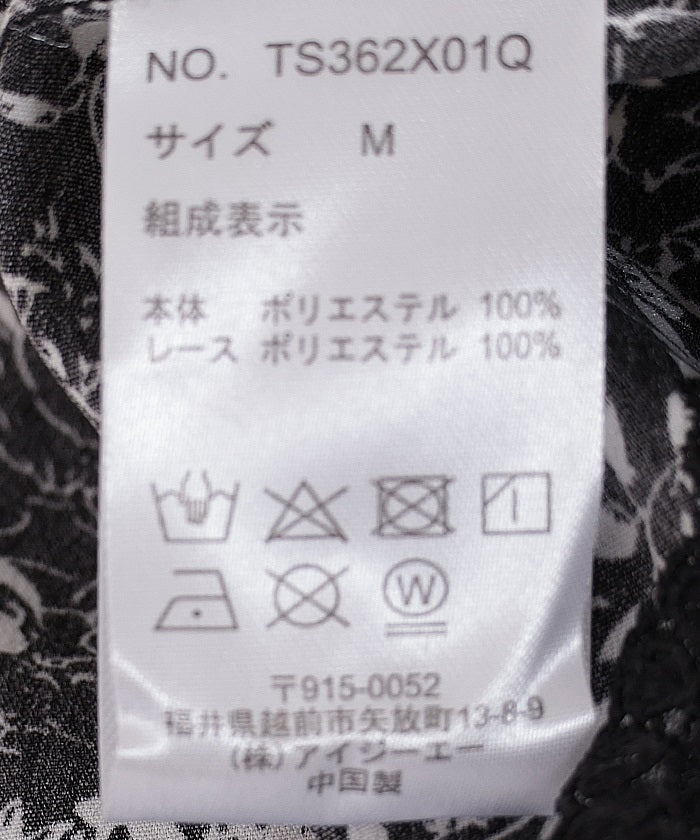 NO. TS362X01Q
サイズ M
組成表示
本体 ポリエステル 100%
レース ポリエステル 100%
W
〒915-0052
福井県越前市矢放町13-8-9
(株)アイジーエー
中国製